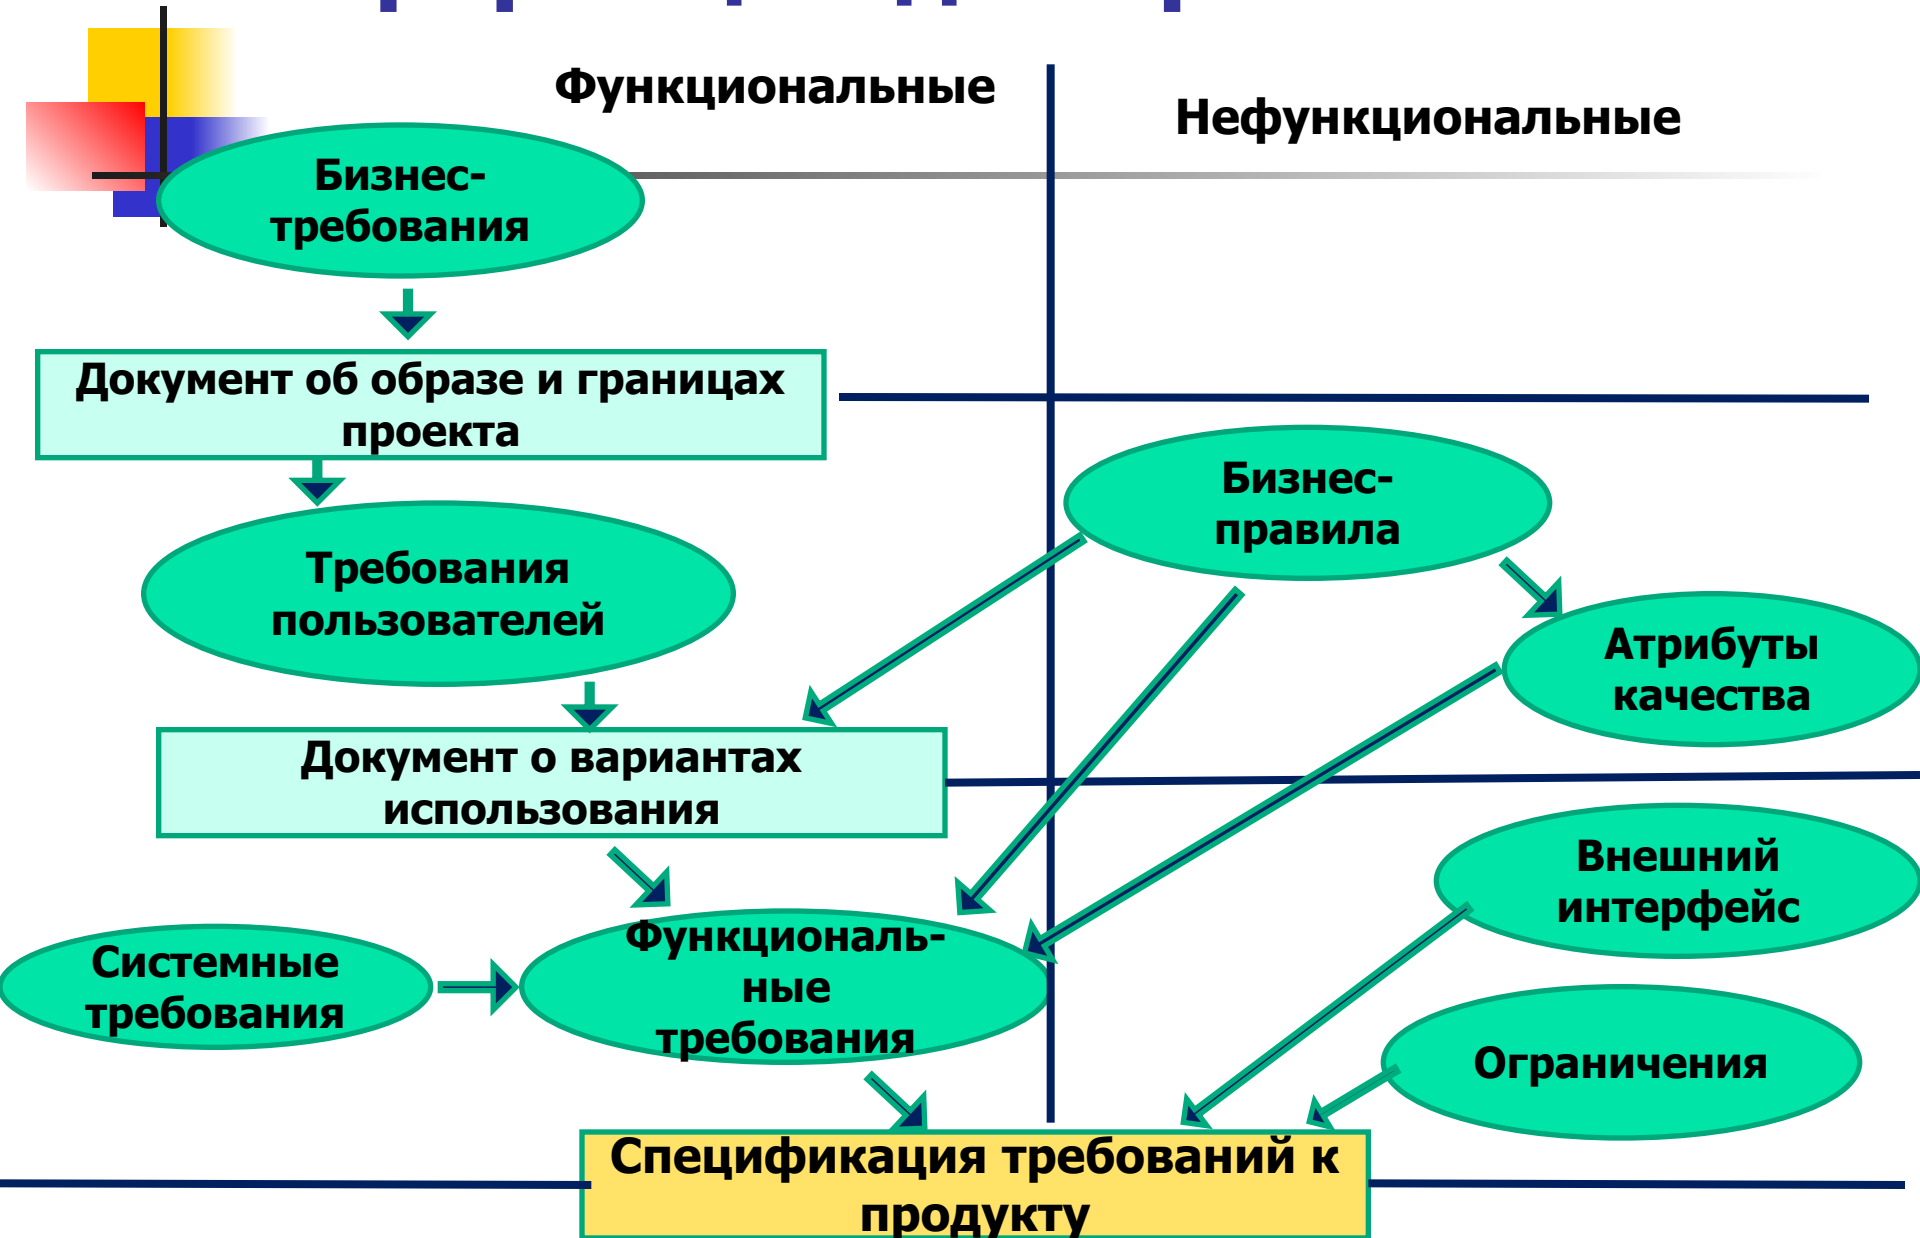 Функциональные
Нефункциональные
Бизнес-
требования
Документ об образе и границах
проекта
Бизнес-
правила
Требования
пользователей
Атрибуты
качества
Документ о вариантах
использования
Внешний
интерфейс
Функциональ-
ные
требования
Системные
требования
Ограничения
Спецификация требований к
продукту